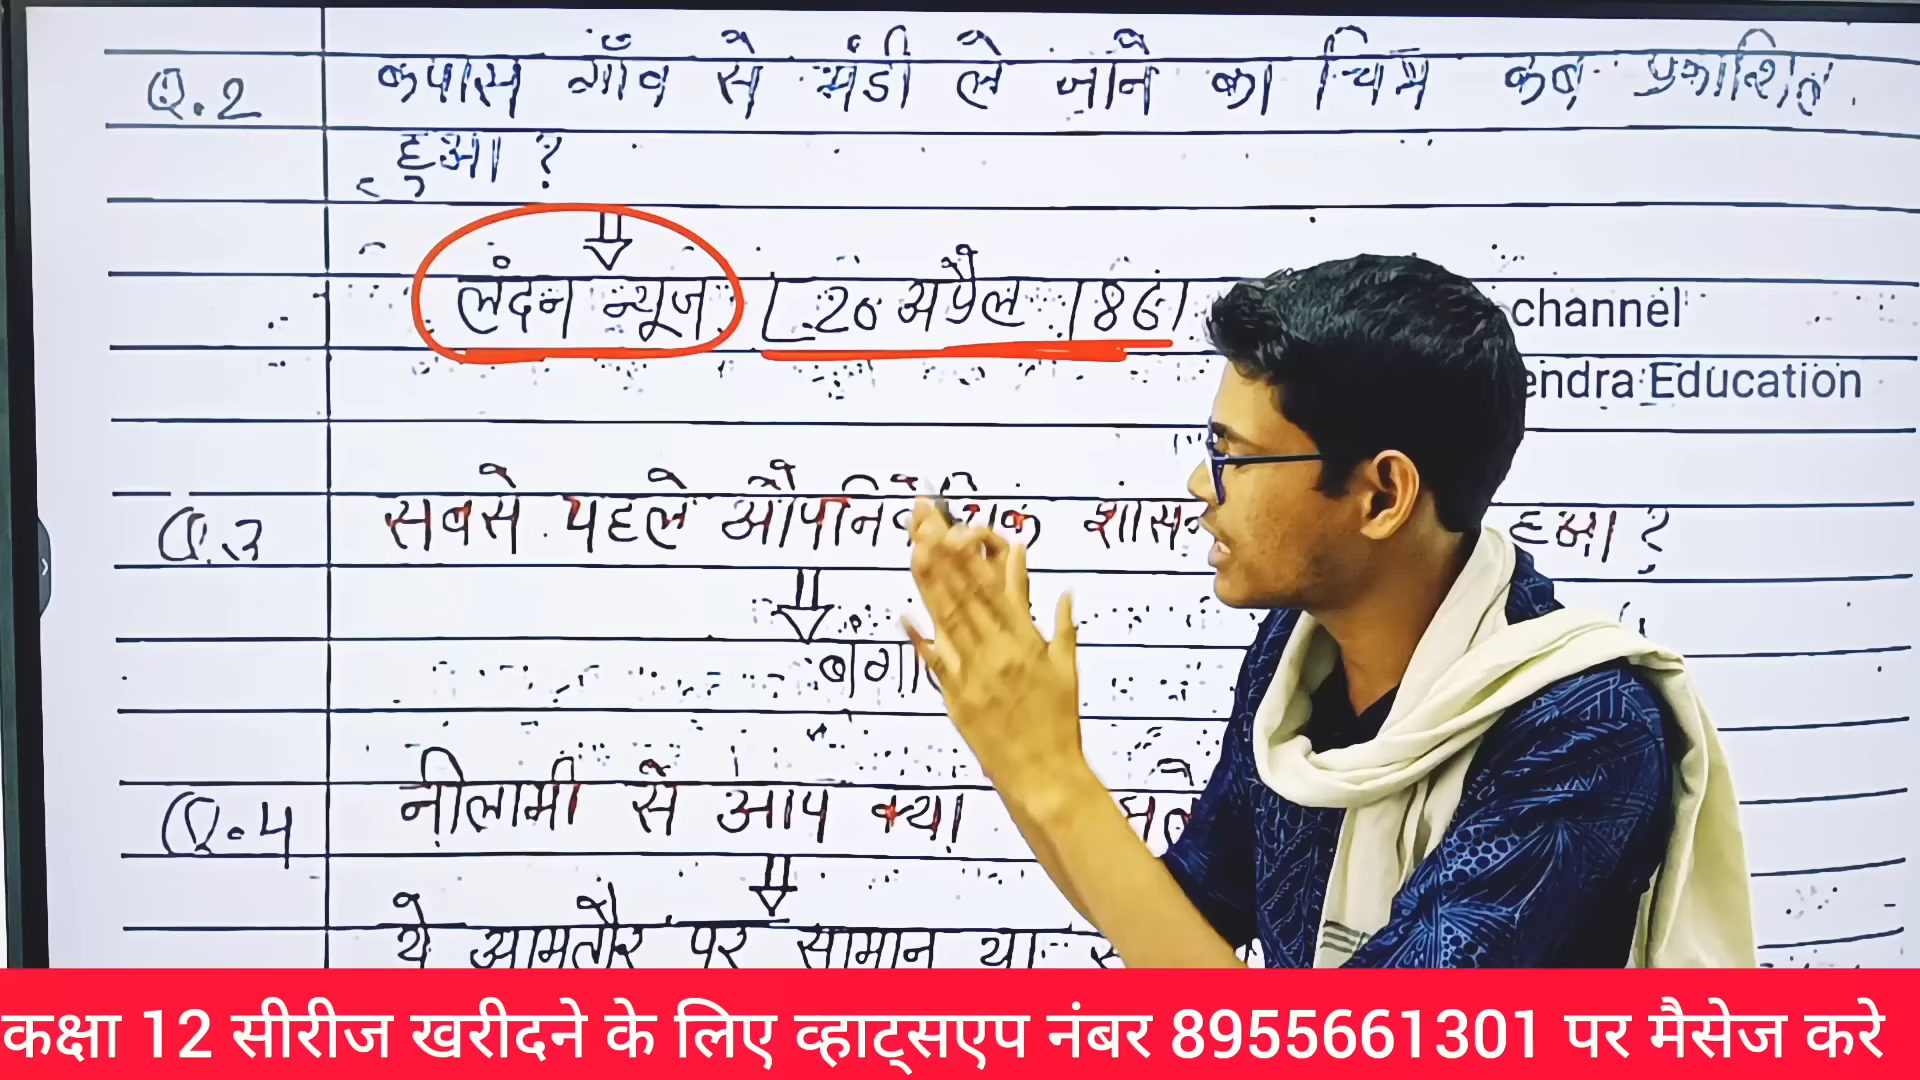 Q.2 कपास गाँव से मंडी ले जाने का चित्र कब प्रकाशित
हुआ ?
लंदन न्यूज [ 20 अप्रैल 1861
channel
endra Education
Q.3 सबसे पहले औपनिवेशिक हुआ ?
Q.4 नीलामी से आप क्या
ये आमतौर पर सामान या
कक्षा 12 सीरीज खरीदने के लिए व्हाट्सएप नंबर 8955661301 पर मैसेज करे